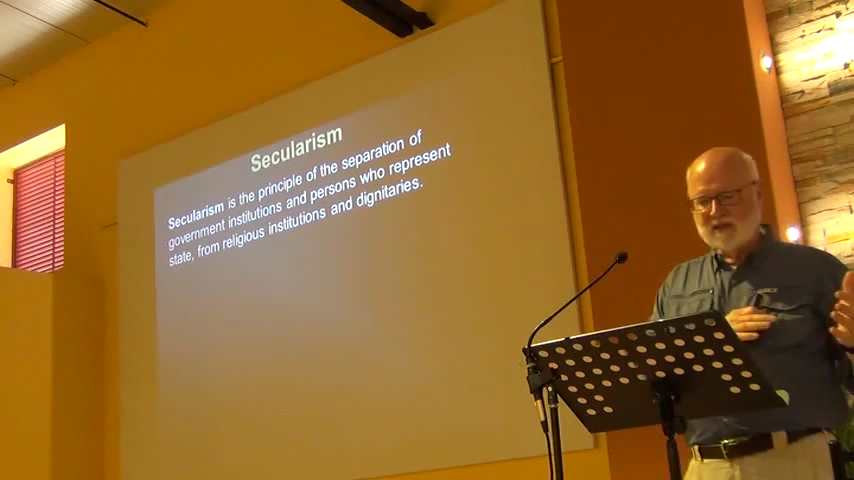 Secularism
Secularism is the principle of the separation of
government institutions and persons who represent
state, from religious institutions and dignitaries.